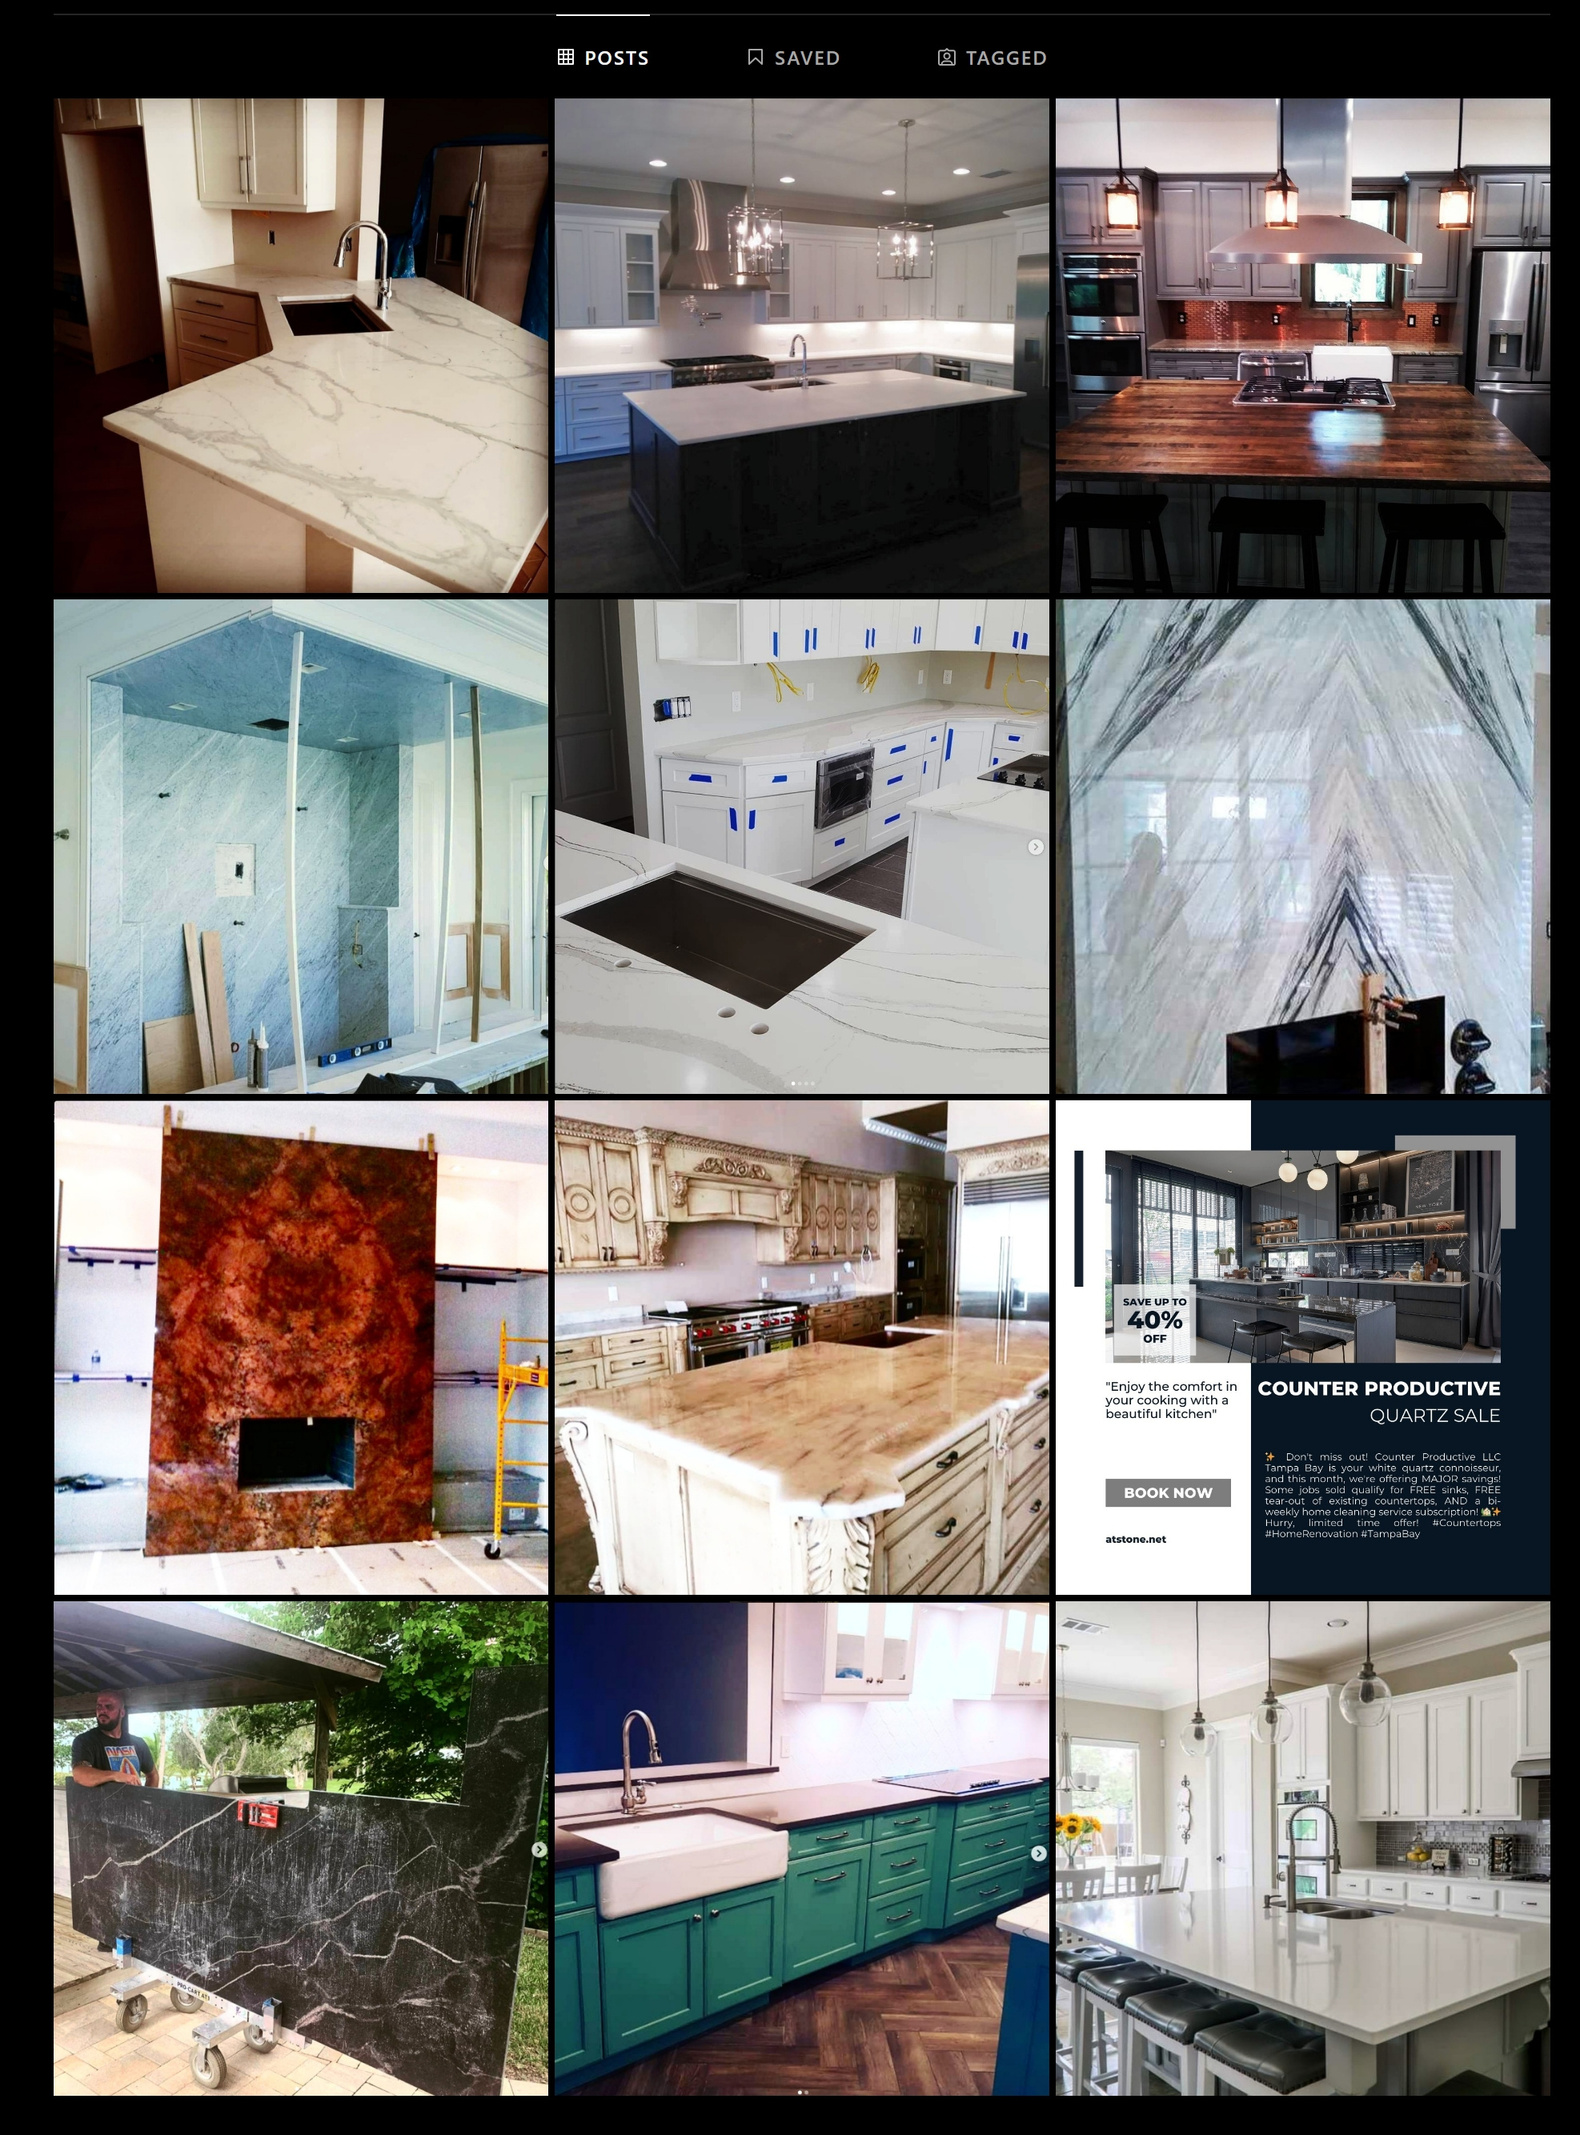 POSTS
SAVED
TAGGED
SAVE UP TO
40%
OFF
"Enjoy the comfort in
your cooking with a
beautiful kitchen"
BOOK NOW
atstone.net
COUNTER PRODUCTIVE
QUARTZ SALE
✨ Don't miss out! Counter Productive LLC
Tampa Bay is your white quartz connoisseur,
and this month, we're offering MAJOR savings!
Some jobs sold qualify for FREE sinks, FREE
tear-out of existing countertops, AND a bi-
weekly home cleaning service subscription! 🏡✨
Hurry, limited time offer! #Countertops
#HomeRenovation #TampaBay
NASA